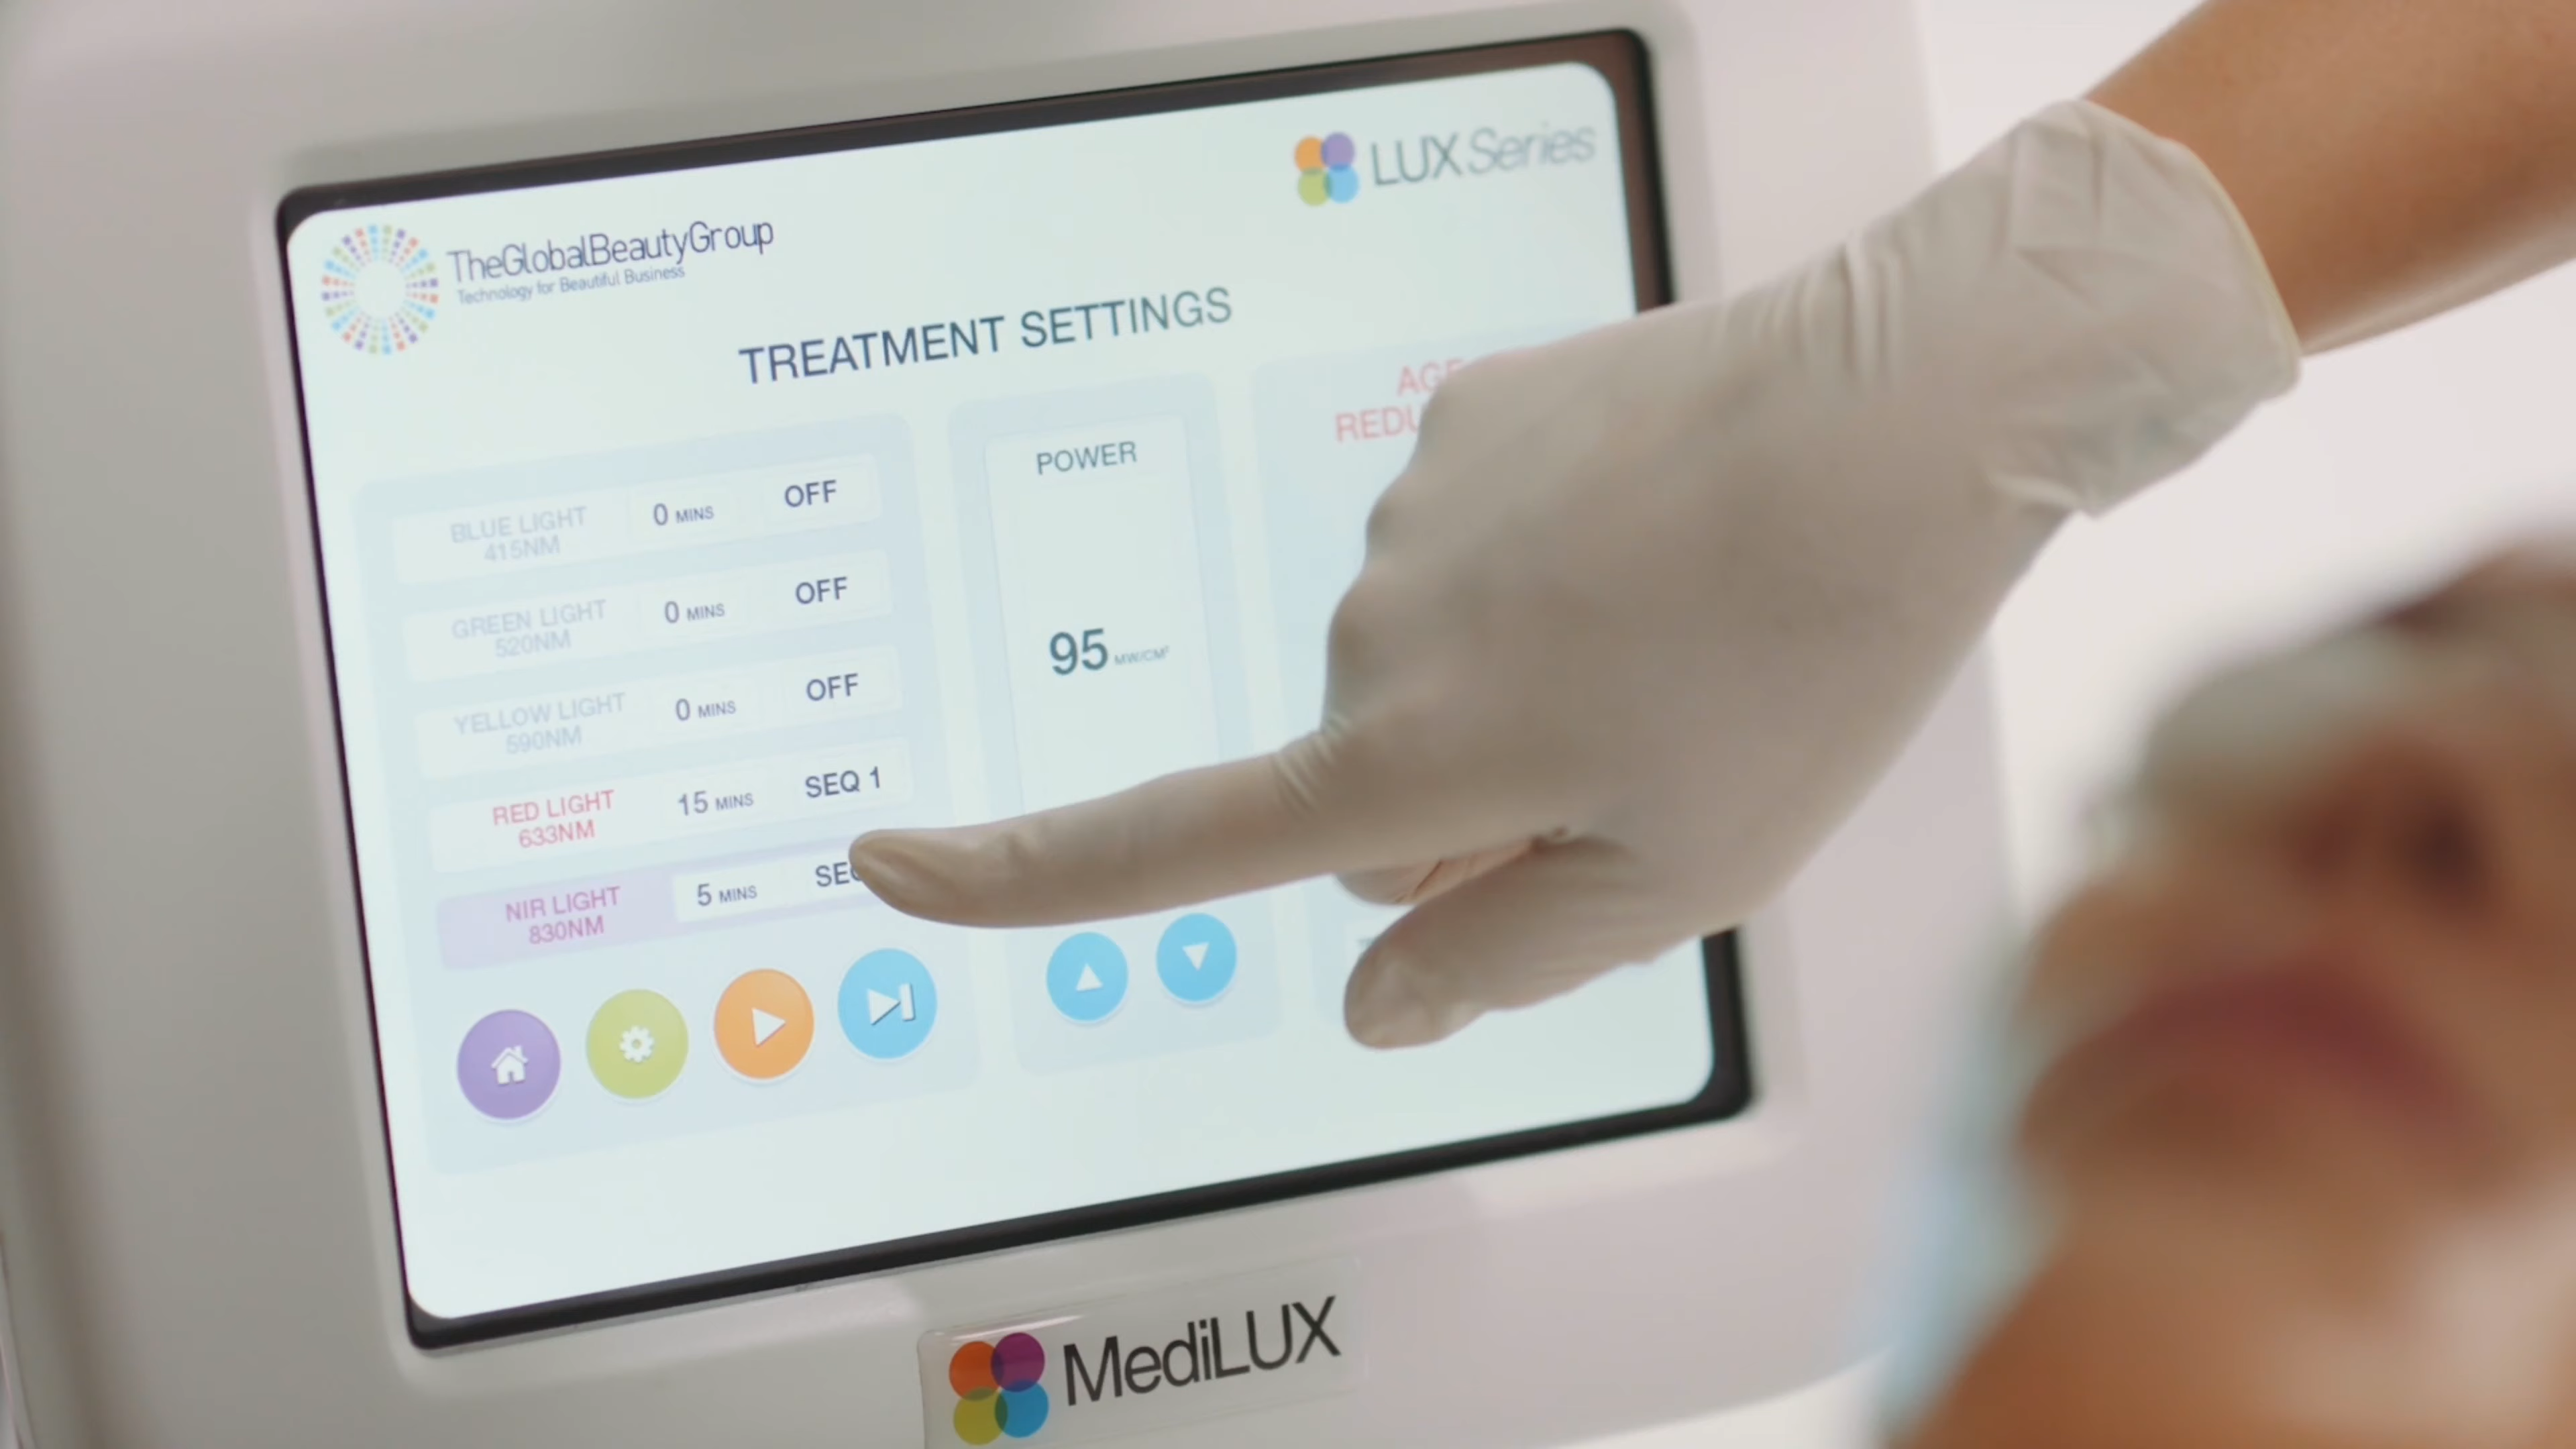 TheGlobalBeautyGroup
Technology for Beautiful Business
LUXSeries
TREATMENT SETTINGS
BLUE LIGHT
415NM
0 MINS
OFF
GREEN LIGHT
520NM
0 MINS
OFF
YELLOW LIGHT
590NM
0 MINS
OFF
RED LIGHT
633NM
15 MINS
SEQ 1
NIR LIGHT
830NM
5 MINS
POWER
95 MW/CM²
MediLUX